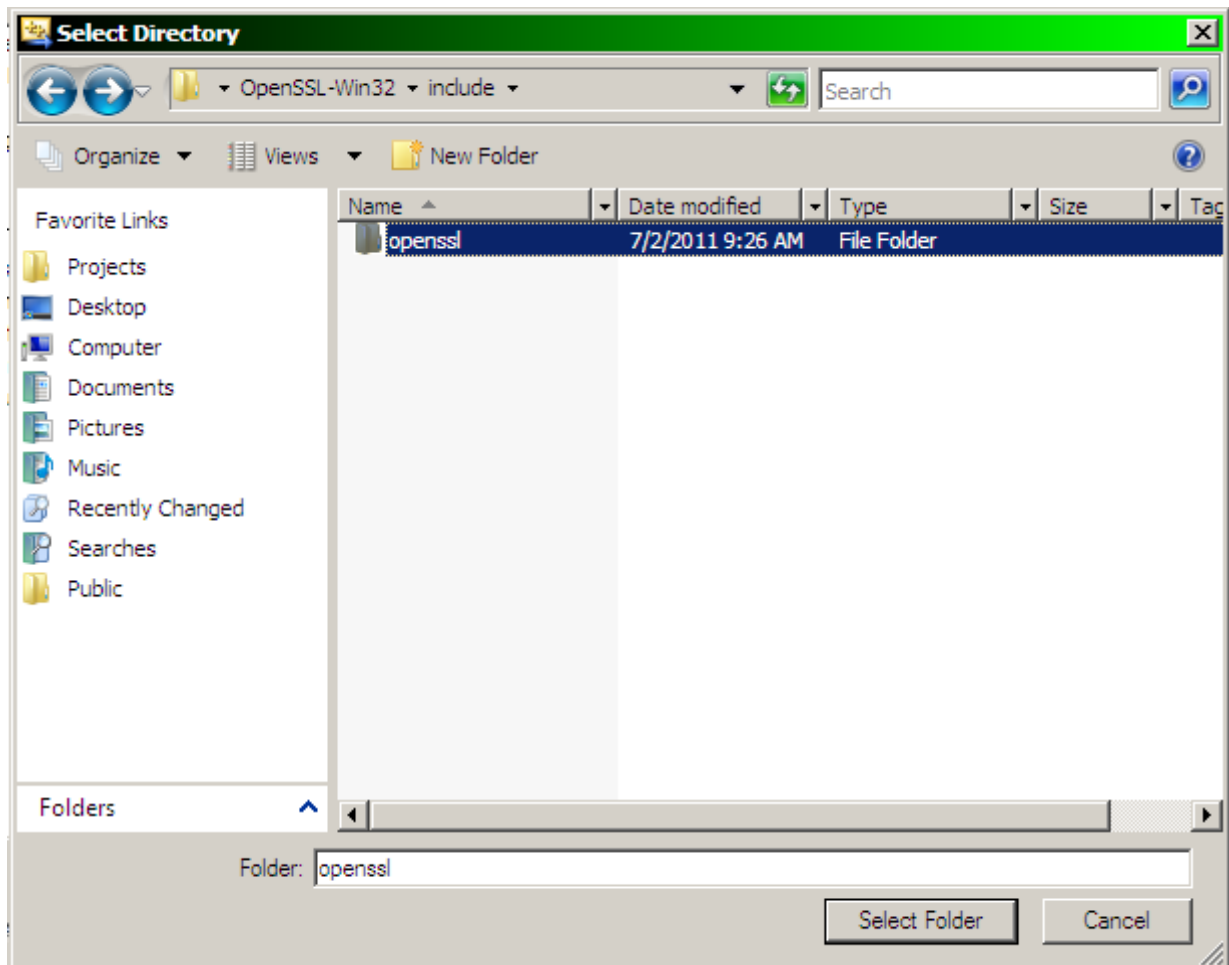 Select Directory
OpenSSL-Win32 include
Search
Organize Views New Folder
Favorite Links
Projects
Desktop
Computer
Documents
Pictures
Music
Recently Changed
Searches
Public
Folders
Name Date modified Type Size Tag
openssl 7/2/2011 9:26 AM File Folder
Folder: openssl
Select Folder Cancel